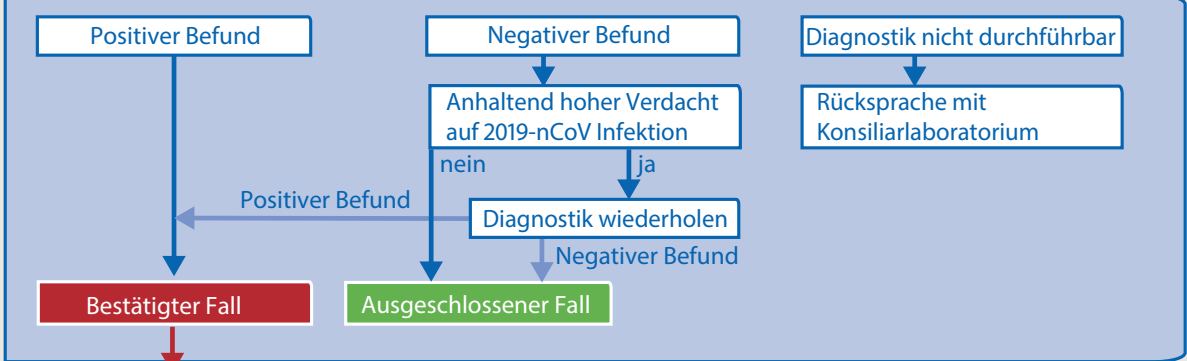 Positiver Befund
Negativer Befund
Diagnostik nicht durchführbar
Anhaltend hoher Verdacht
auf 2019-nCoV Infektion
Rücksprache mit
Konsiliarlaboratorium
nein
ja
Positiver Befund
Diagnostik wiederholen
Negativer Befund
Bestätigter Fall
Ausgeschlossener Fall